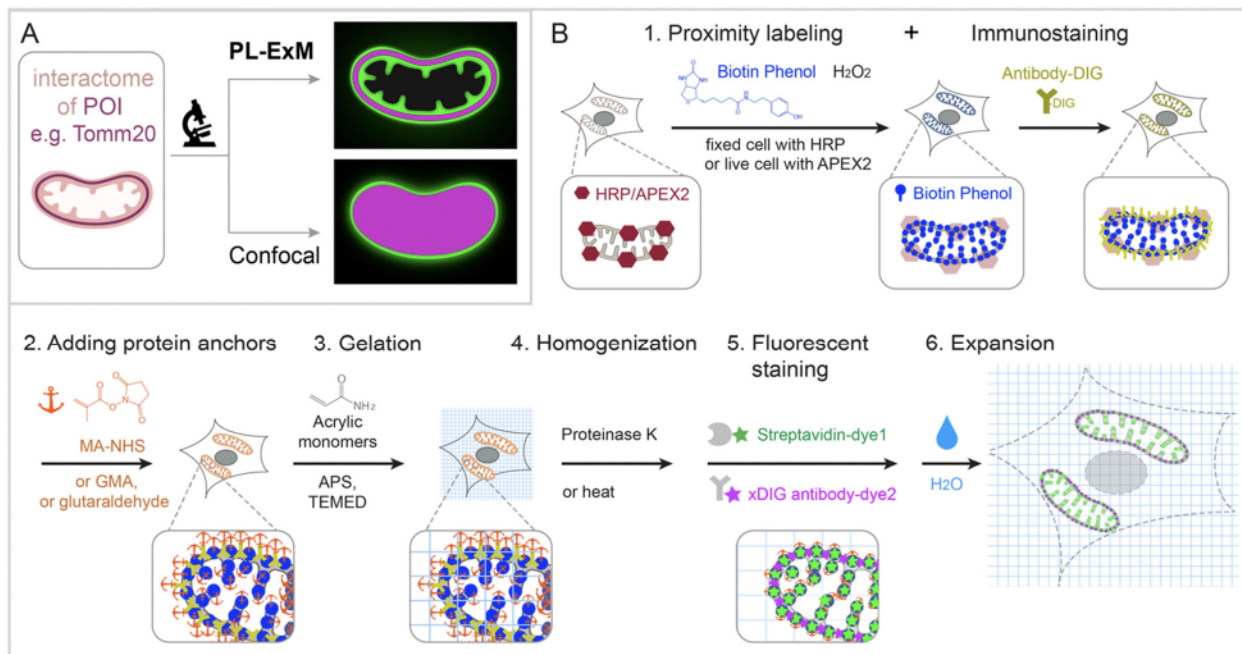 A
interactome
of POI
e.g. Tomm20
PL-ExM
Confocal
B
1. Proximity labeling + Immunostaining
Biotin Phenol H₂O₂
fixed cell with HRP
or live cell with APEX2
Antibody-DIG
DIG
HRP/APEX2
Biotin Phenol
2. Adding protein anchors
MA-NHS
or GMA,
or glutaraldehyde
3. Gelation
NH₂
Acrylic
monomers
APS,
TEMED
4. Homogenization
Proteinase K
or heat
5. Fluorescent
staining
Streptavidin-dye1
xDIG antibody-dye2
6. Expansion
H2O